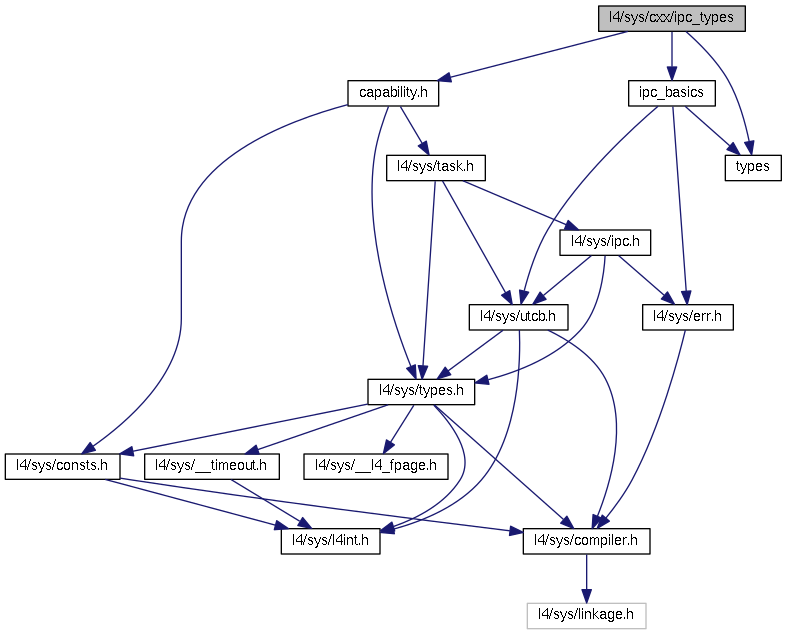 l4/sys/cxx/ipc_types
capability.h
ipc_basics
l4/sys/task.h
types
l4/sys/ipc.h
l4/sys/utcb.h
l4/sys/err.h
l4/sys/types.h
l4/sys/consts.h
l4/sys/__timeout.h
l4/sys/__l4_fpage.h
l4/sys/l4int.h
l4/sys/compiler.h
l4/sys/linkage.h